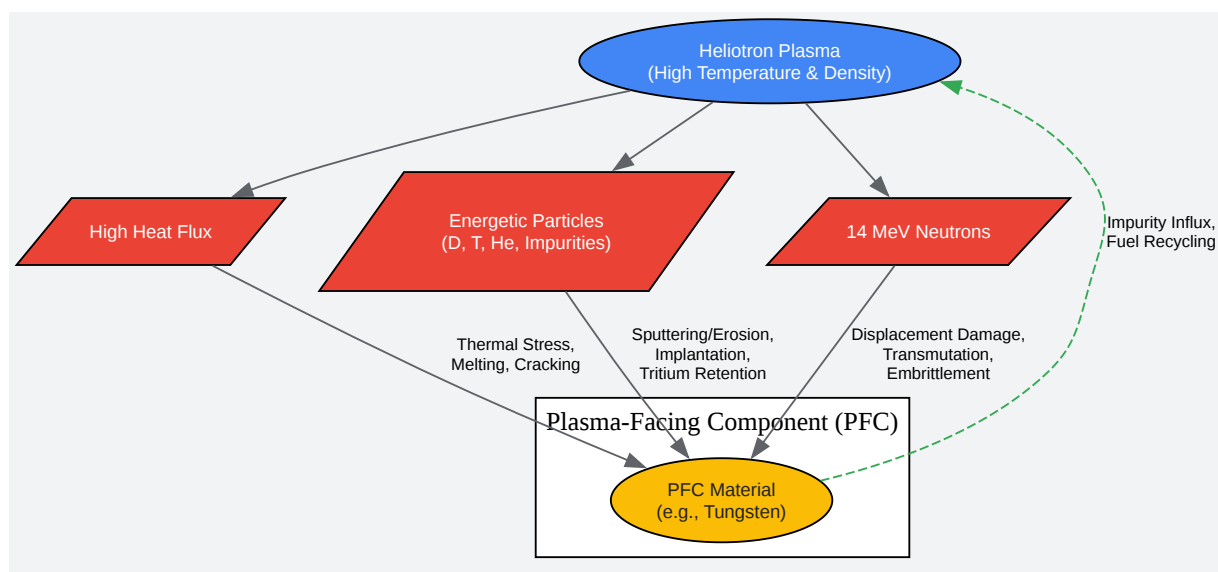 Heliotron Plasma
(High Temperature & Density)
High Heat Flux
Energetic Particles
(D, T, He, Impurities)
14 MeV Neutrons
Impurity Influx,
Fuel Recycling
Thermal Stress,
Melting, Cracking
Sputtering/Erosion,
Implantation,
Tritium Retention
Displacement Damage,
Transmutation,
Embrittlement
Plasma-Facing Component (PFC)
PFC Material
(e.g., Tungsten)